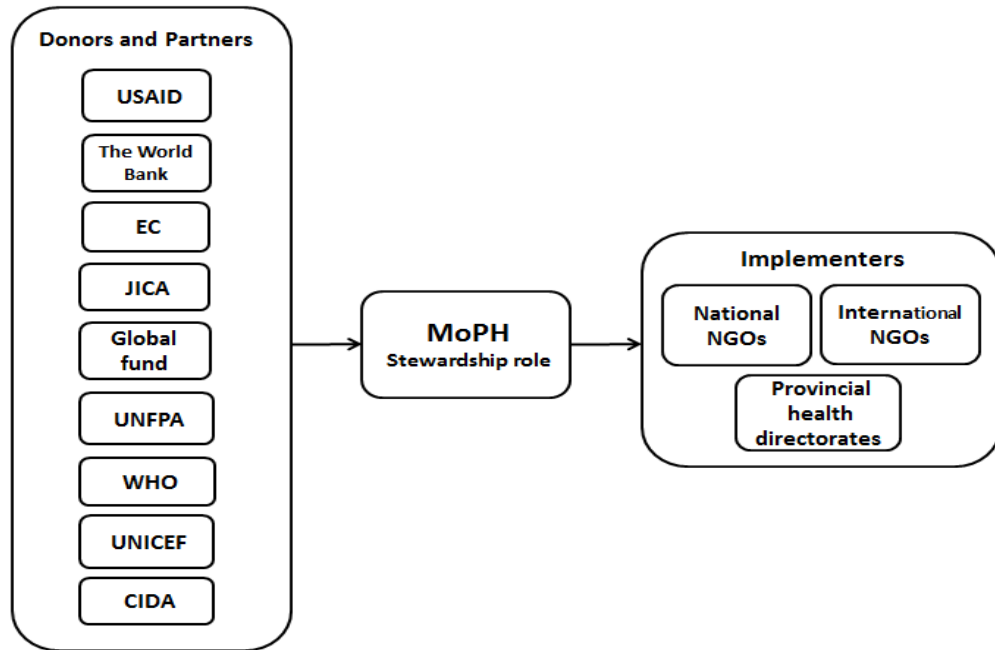 Donors and Partners
USAID
The World
Bank
EC
JICA
Global
fund
UNFPA
WHO
UNICEF
CIDA
MoPH
Stewardship role
Implementers
National
NGOs
International
NGOs
Provincial
health
directorates